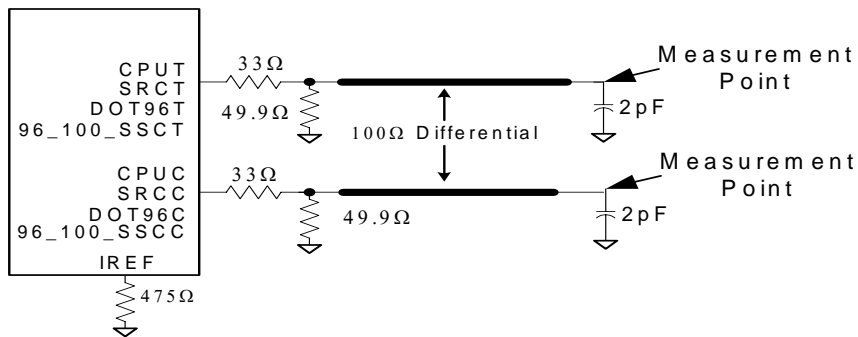 CPUT
SRCT
DOT96T
96_100_SSCT
CPUC
SRCC
DOT96C
96_100_SSCC
IREF
33Ω
49.9Ω
100Ω Differential
Measurement
Point
2pF
33Ω
49.9Ω
Measurement
Point
2pF
475Ω